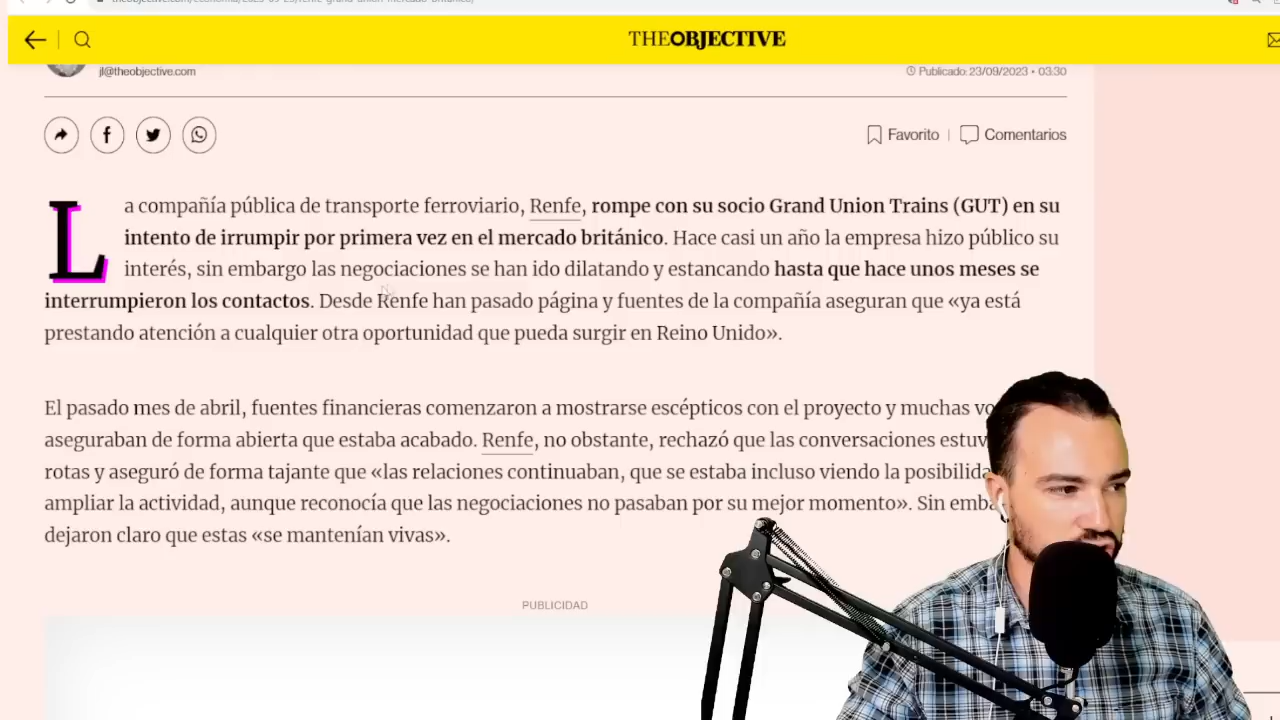 THEOBJECTIVE
jl@theobjective.com
Publicado: 23/09/2023 • 03:30
Favorito | Comentarios
La compañía pública de transporte ferroviario, Renfe, rompe con su socio Grand Union Trains (GUT) en su
intento de irrumpir por primera vez en el mercado británico. Hace casi un año la empresa hizo público su
interés, sin embargo las negociaciones se han ido dilatando y estancando hasta que hace unos meses se
interrumpieron los contactos. Desde Renfe han pasado página y fuentes de la compañía aseguran que «ya está
prestando atención a cualquier otra oportunidad que pueda surgir en Reino Unido».
El pasado mes de abril, fuentes financieras comenzaron a mostrarse escépticos con el proyecto y muchas vo
aseguraban de forma abierta que estaba acabado. Renfe, no obstante, rechazó que las conversaciones estuv
rotas y aseguró de forma tajante que «las relaciones continuaban, que se estaba incluso viendo la posibilida
ampliar la actividad, aunque reconocía que las negociaciones no pasaban por su mejor momento». Sin emba
dejaron claro que estas «se mantenían vivas».
PUBLICIDAD